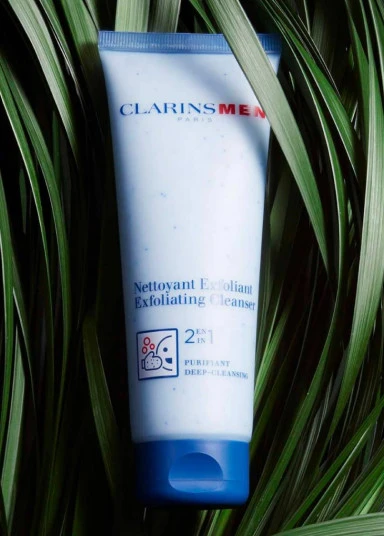 CLARINSMEN
PARIS
Nettoyant Exfoliant
Exfoliating Cleanser
2 EN 1
IN
PURIFIANT
DEEP-CLEANSING